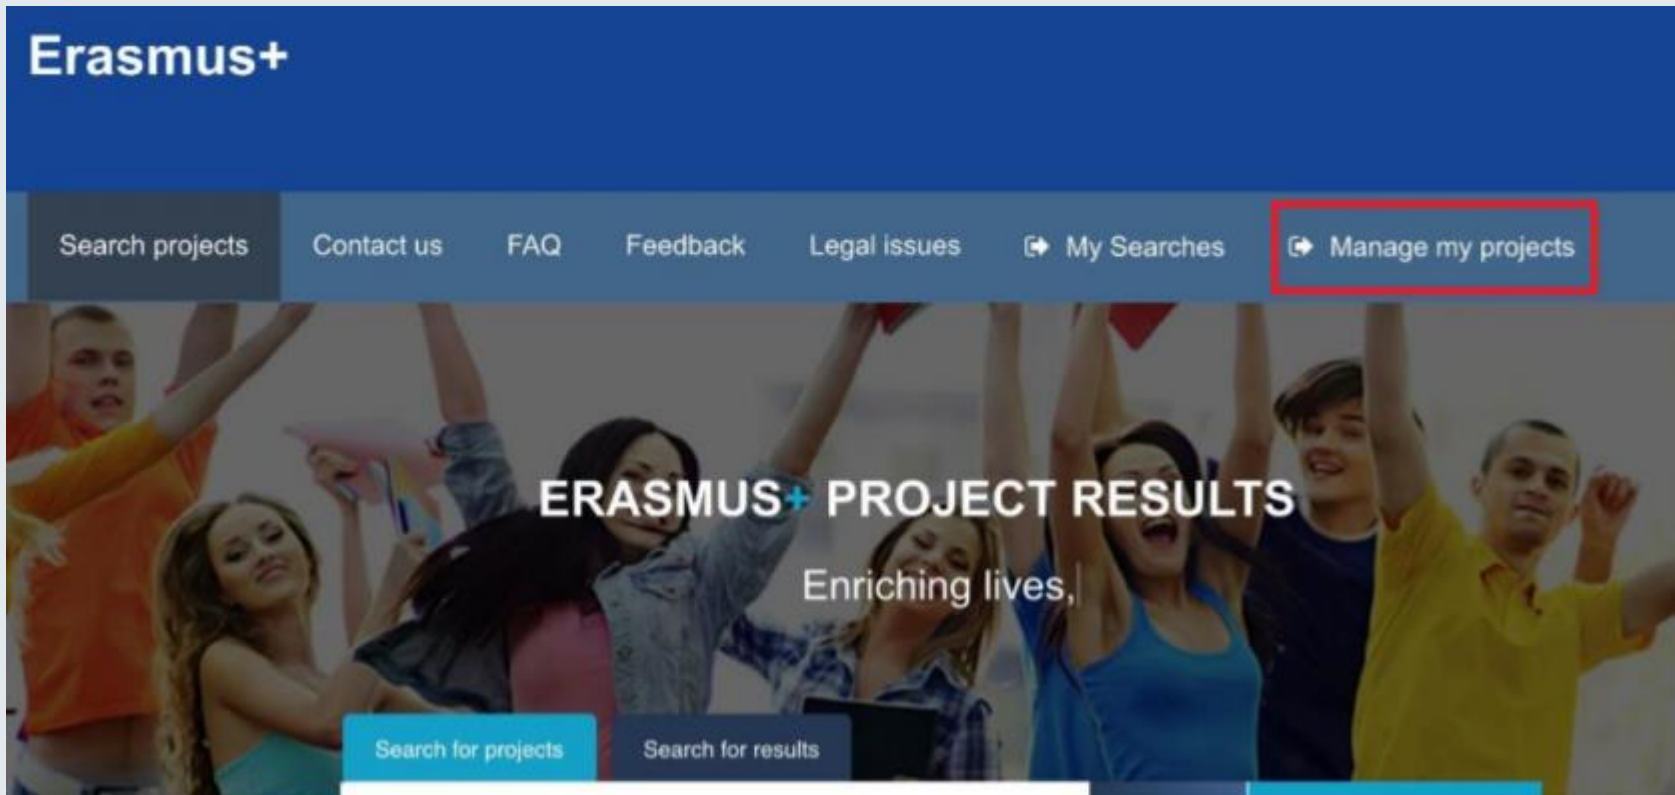 Erasmus+
Search projects Contact us FAQ Feedback Legal issues My Searches Manage my projects
ERASMUS+ PROJECT RESULTS
Enriching lives,
Search for projects Search for results